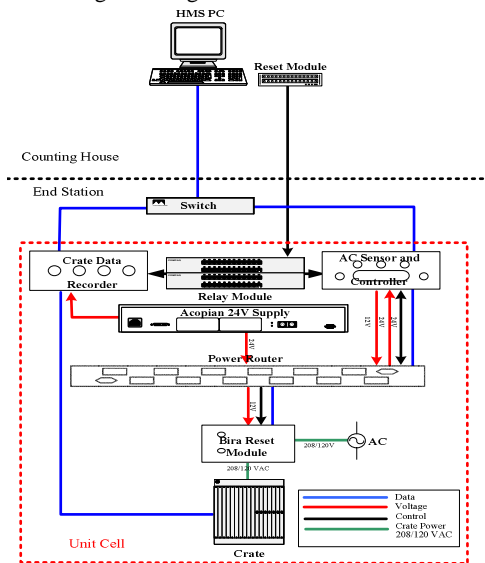 HMS PC
Reset Module
Counting House
End Station
Switch
Crate Data
Recorder
AC Sensor and
Controller
Relay Module
Acopian 24V Supply
12V
24V
24V
24V
Power Router
12V
Bira Reset
Module
208/120V
AC
208/120 VAC
Crate
Unit Cell
Data
Voltage
Control
Crate Power
208/120 VAC